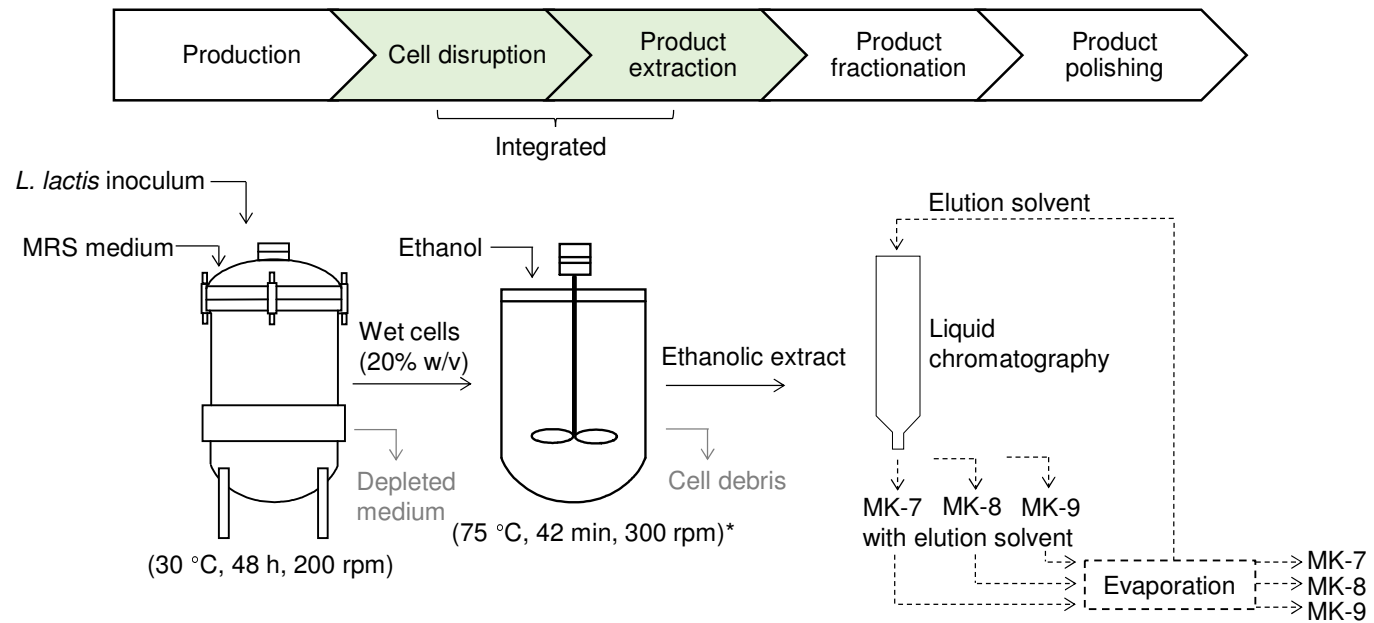 Production
Cell disruption
Product
extraction
Product
fractionation
Product
polishing
Integrated
L. lactis inoculum
MRS medium
Ethanol
Wet cells
(20% w/v)
Ethanolic extract
Depleted
medium
Cell debris
(30 °C, 48 h, 200 rpm)
(75 °C, 42 min, 300 rpm)*
Elution solvent
Liquid
chromatography
MK-7 MK-8 MK-9
with elution solvent
Evaporation
MK-7
MK-8
MK-9